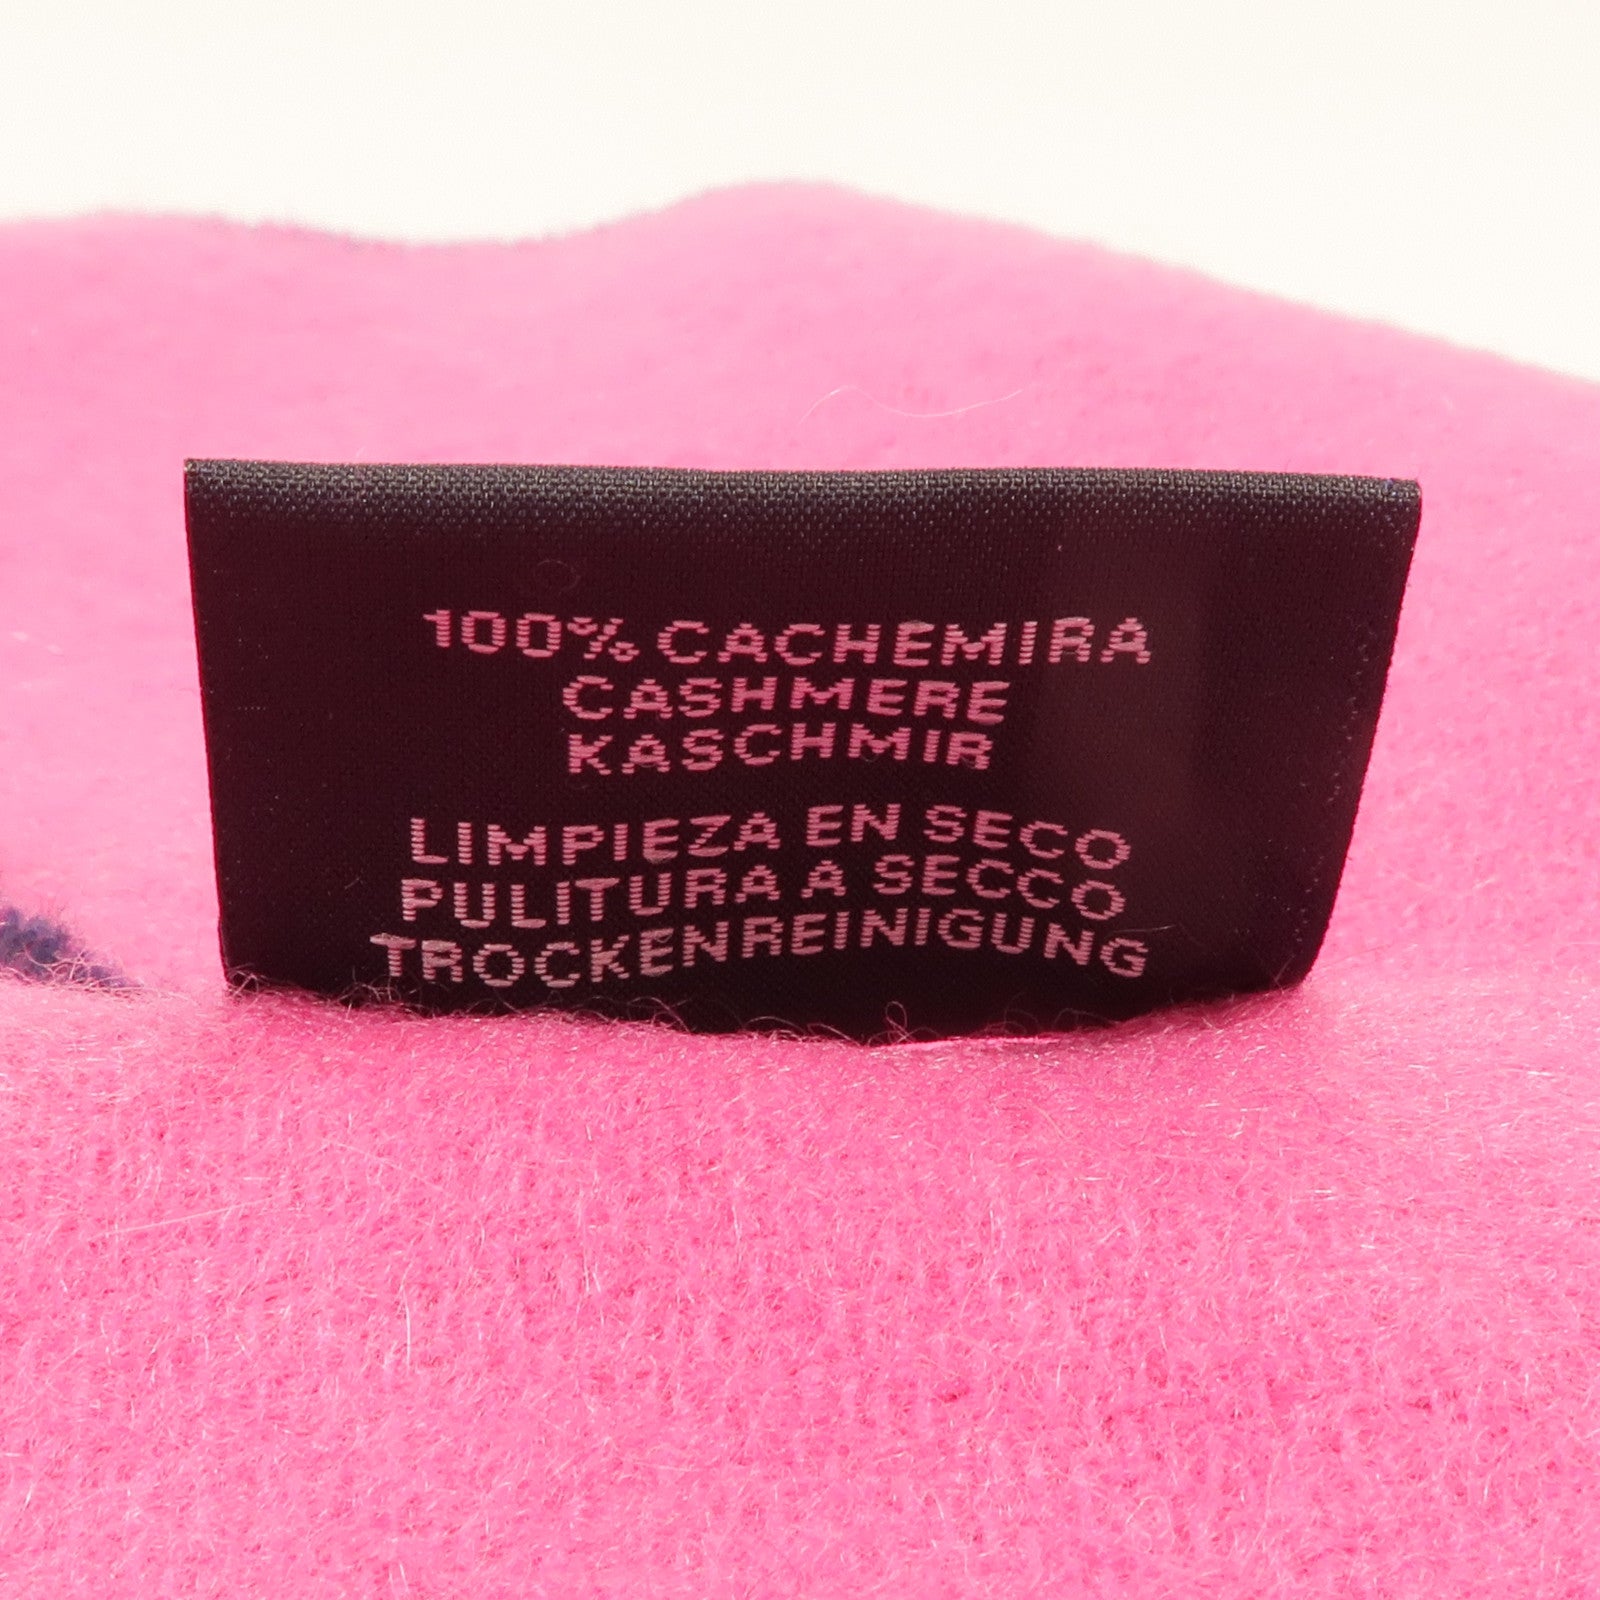 100% CACHEMIRA
CASHMERE
KASCHMIR
LIMPIEZA EN SECO
PULITURA A SECCO
TROCKENREINIGUNG